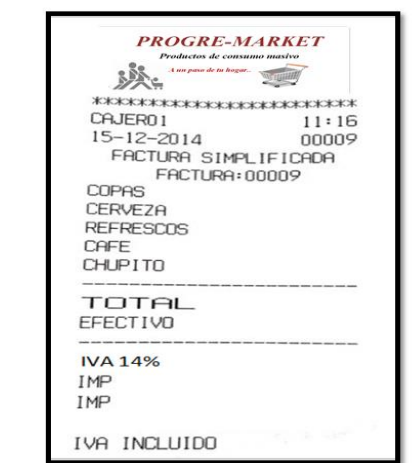 PROGRE-MARKET
Productos de consumo masivo
A un paso de tu hogar..
**************************
CAJERO1 11:16
15-12-2014 00009
FACTURA SIMPLIFICADA
FACTURA:00009
COPAS
CERVEZA
REFRESCOS
CAFE
CHUPITO
--------------------------
TOTAL
EFECTIVO
--------------------------
IVA 14%
IMP
IMP
IVA INCLUIDO